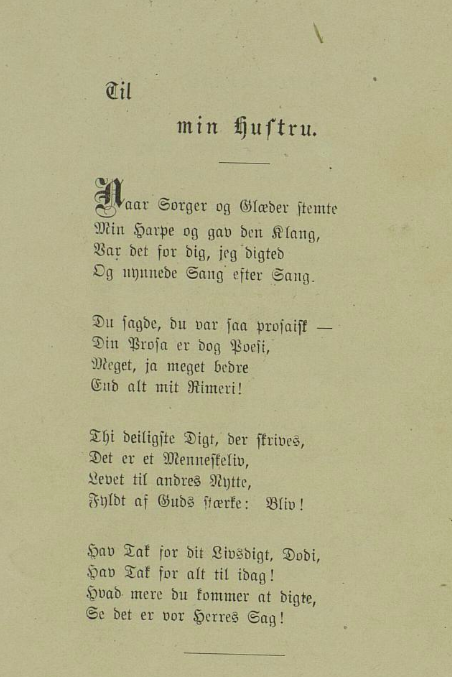 Til
min Hustru.
Naar Sorger og Glæder stemte
Min Harpe og gav den Klang,
Var det for dig, jeg digted
Og nynnede Sang efter Sang.
Du sagde, du var saa prosaisk —
Din Prosa er dog Poesi,
Meget, ja meget bedre
End alt mit Rimeri!
Thi deiligste Digt, der skrives,
Det er et Menneskeliv,
Levet til andres Nytte,
Fyldt af Guds stærke: Bliv!
Hav Tak for dit Livsdigt, Dodi,
Hav Tak for alt til idag!
Hvad mere du kommer at digte,
Se det er vor Herres Sag!